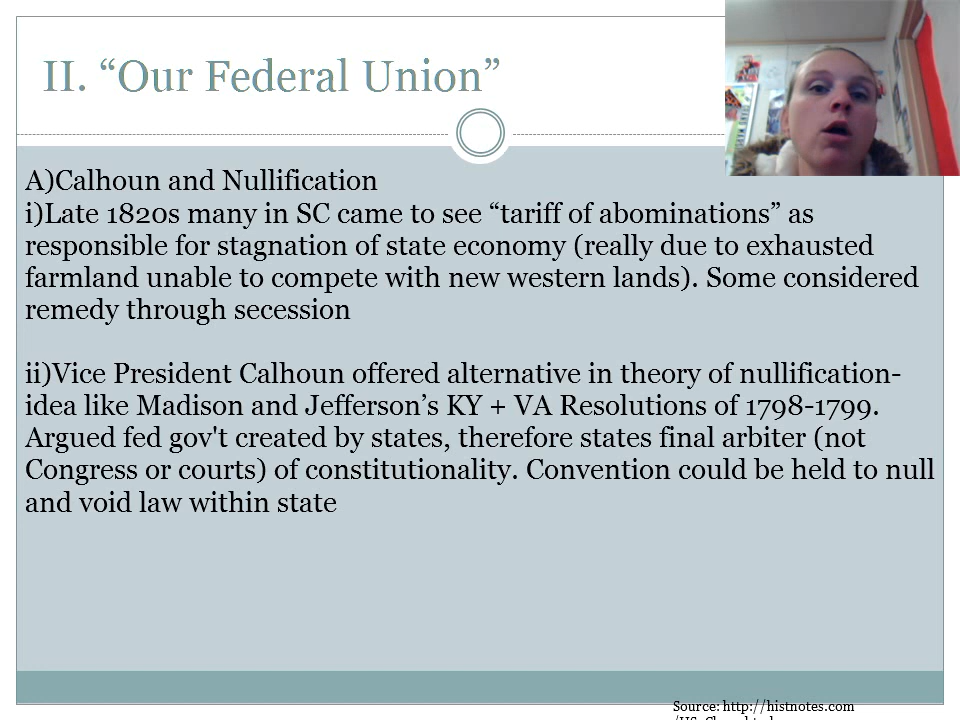 II. “Our Federal Union”
A)Calhoun and Nullification
i)Late 1820s many in SC came to see “tariff of abominations” as
responsible for stagnation of state economy (really due to exhausted
farmland unable to compete with new western lands). Some considered
remedy through secession
ii)Vice President Calhoun offered alternative in theory of nullification-
idea like Madison and Jefferson’s KY + VA Resolutions of 1798-1799.
Argued fed gov't created by states, therefore states final arbiter (not
Congress or courts) of constitutionality. Convention could be held to null
and void law within state
Source: http://histnotes.com